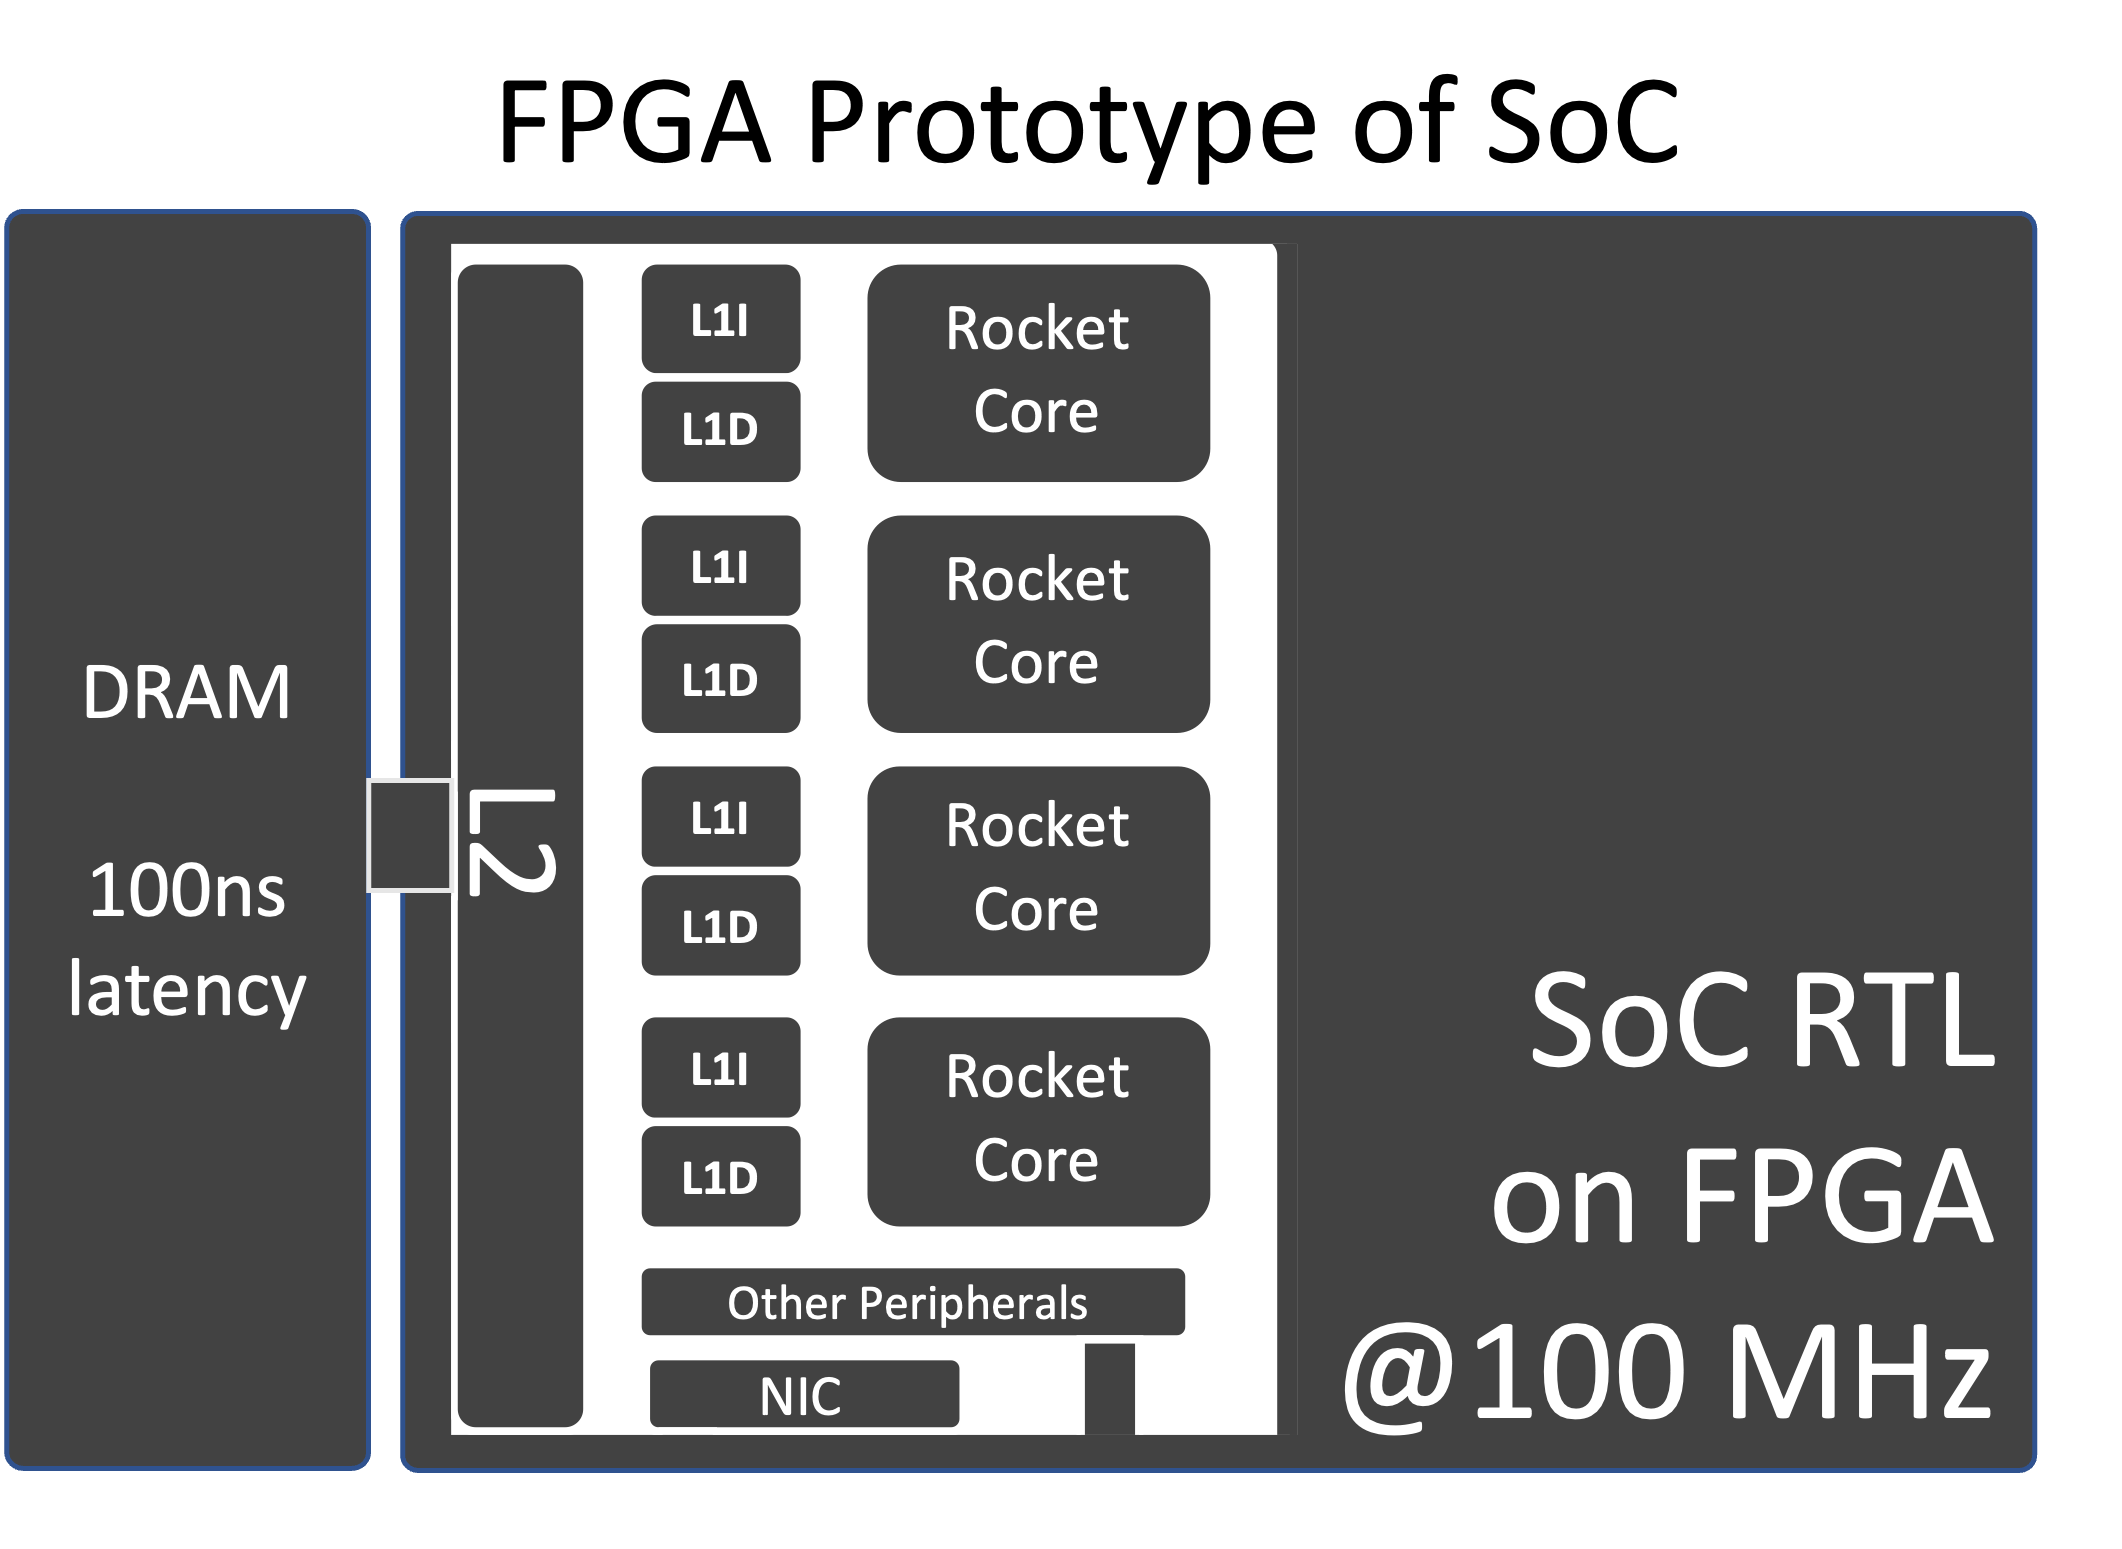 FPGA Prototype of SoC
DRAM
100ns
latency
L2
L1I
L1D
Rocket
Core
L1I
L1D
Rocket
Core
L1I
L1D
Rocket
Core
L1I
L1D
Rocket
Core
Other Peripherals
NIC
SoC RTL
on FPGA
@100 MHz